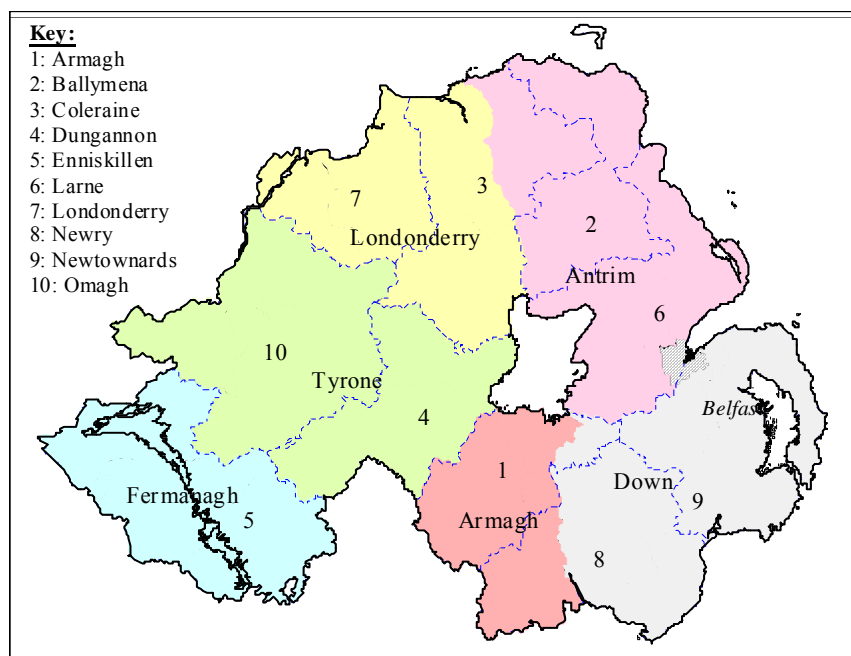 Key:
1: Armagh
2: Ballymena
3: Coleraine
4: Dungannon
5: Enniskillen
6: Larne
7: Londonderry
8: Newry
9: Newtownards
10: Omagh
7
3
2
Londonderry
Antrim
6
10
Tyrone
4
Belfas
1
Down
Fermanagh
9
5
Armagh
8